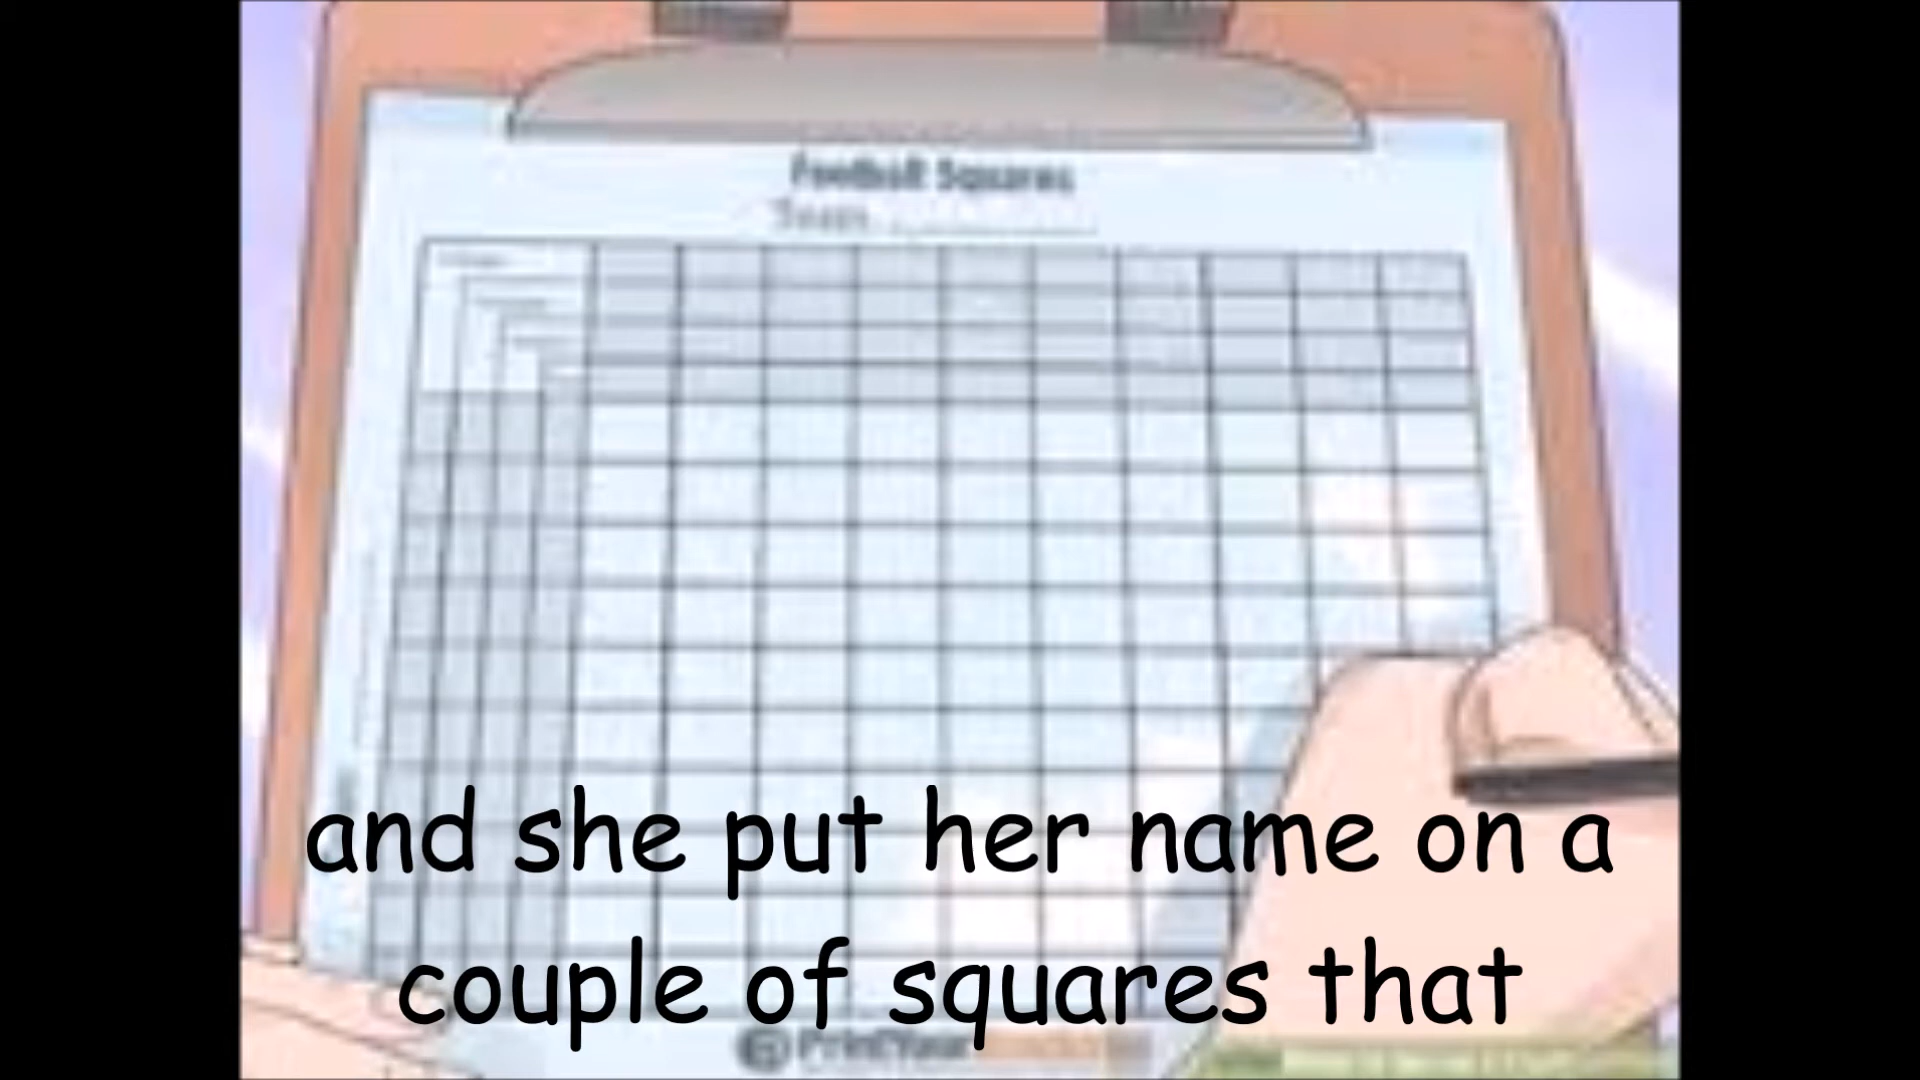 Football Squares
and she put her name on a
couple of squares that